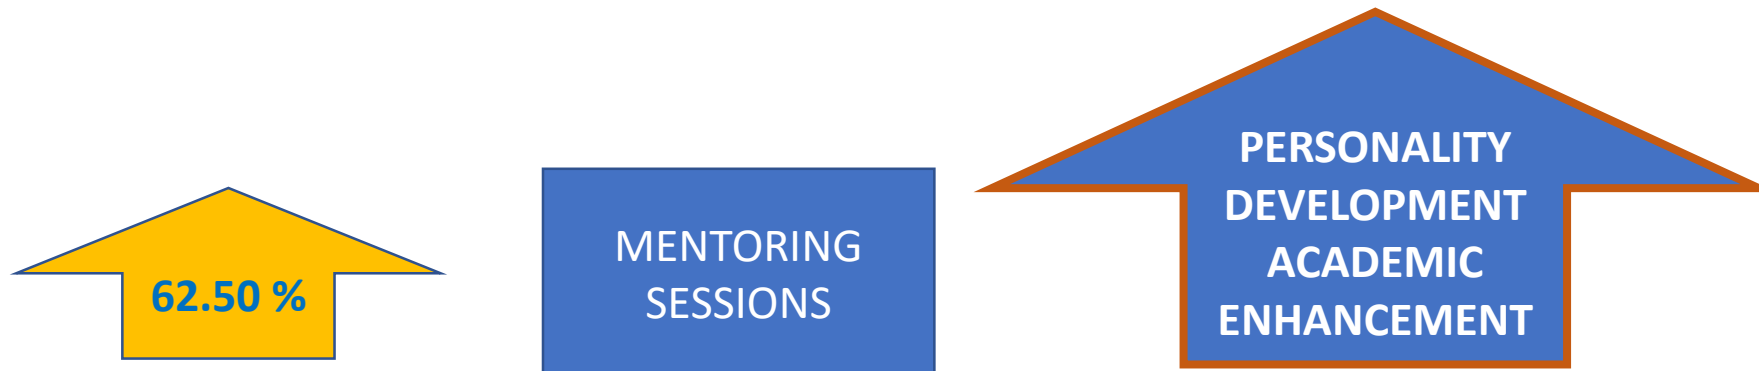 62.50 %
MENTORING
SESSIONS
PERSONALITY
DEVELOPMENT
ACADEMIC
ENHANCEMENT